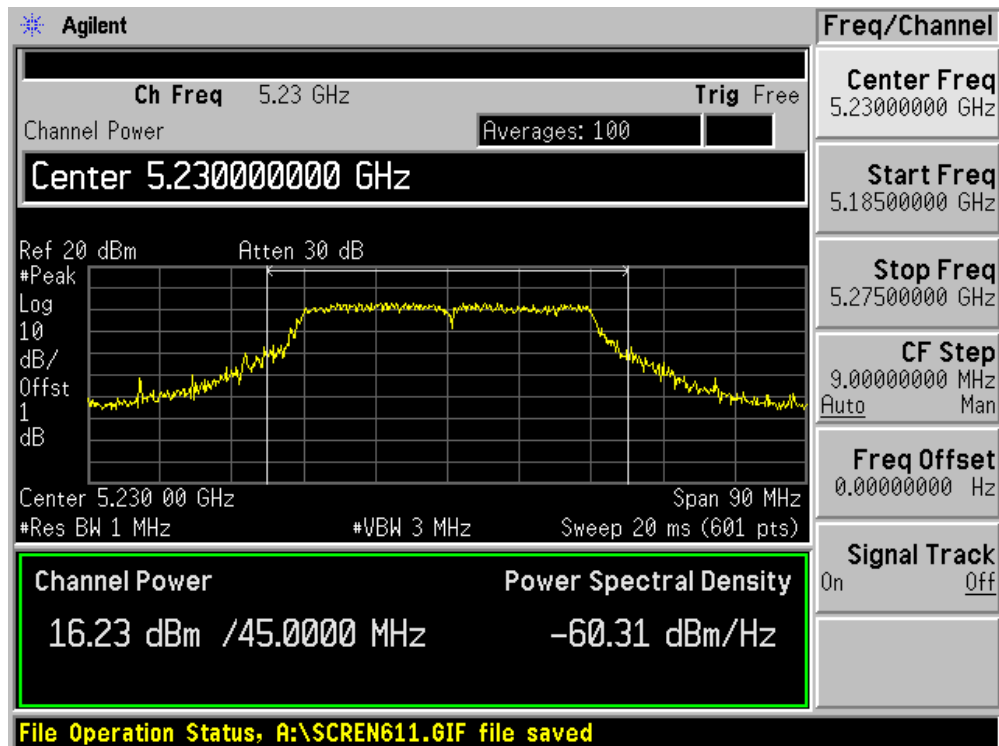 Agilent
Freq/Channel
Ch Freq 5.23 GHz
Trig Free
Channel Power
Averages: 100
Center 5.230000000 GHz
Ref 20 dBm
Atten 30 dB
#Peak
Log
10
dB/
Offst
1
dB
Center 5.230 00 GHz
Span 90 MHz
#Res BW 1 MHz
#VBW 3 MHz
Sweep 20 ms (601 pts)
Channel Power
Power Spectral Density
16.23 dBm /45.0000 MHz
-60.31 dBm/Hz
Center Freq
5.23000000 GHz
Start Freq
5.18500000 GHz
Stop Freq
5.27500000 GHz
CF Step
9.00000000 MHz
Auto Man
Freq Offset
0.00000000 Hz
Signal Track
On Off
File Operation Status, A:\SCREN611.GIF file saved